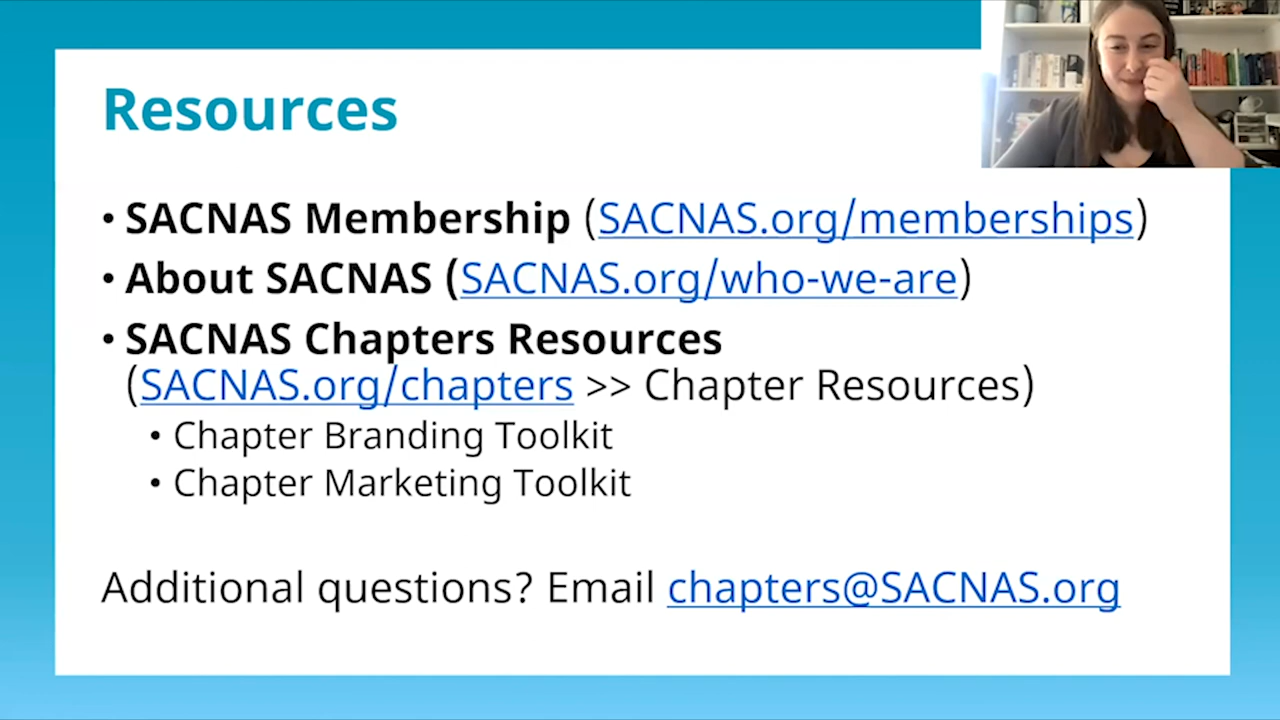 Resources
• SACNAS Membership (SACNAS.org/memberships)
• About SACNAS (SACNAS.org/who-we-are)
• SACNAS Chapters Resources
(SACNAS.org/chapters >> Chapter Resources)
• Chapter Branding Toolkit
• Chapter Marketing Toolkit
Additional questions? Email chapters@SACNAS.org